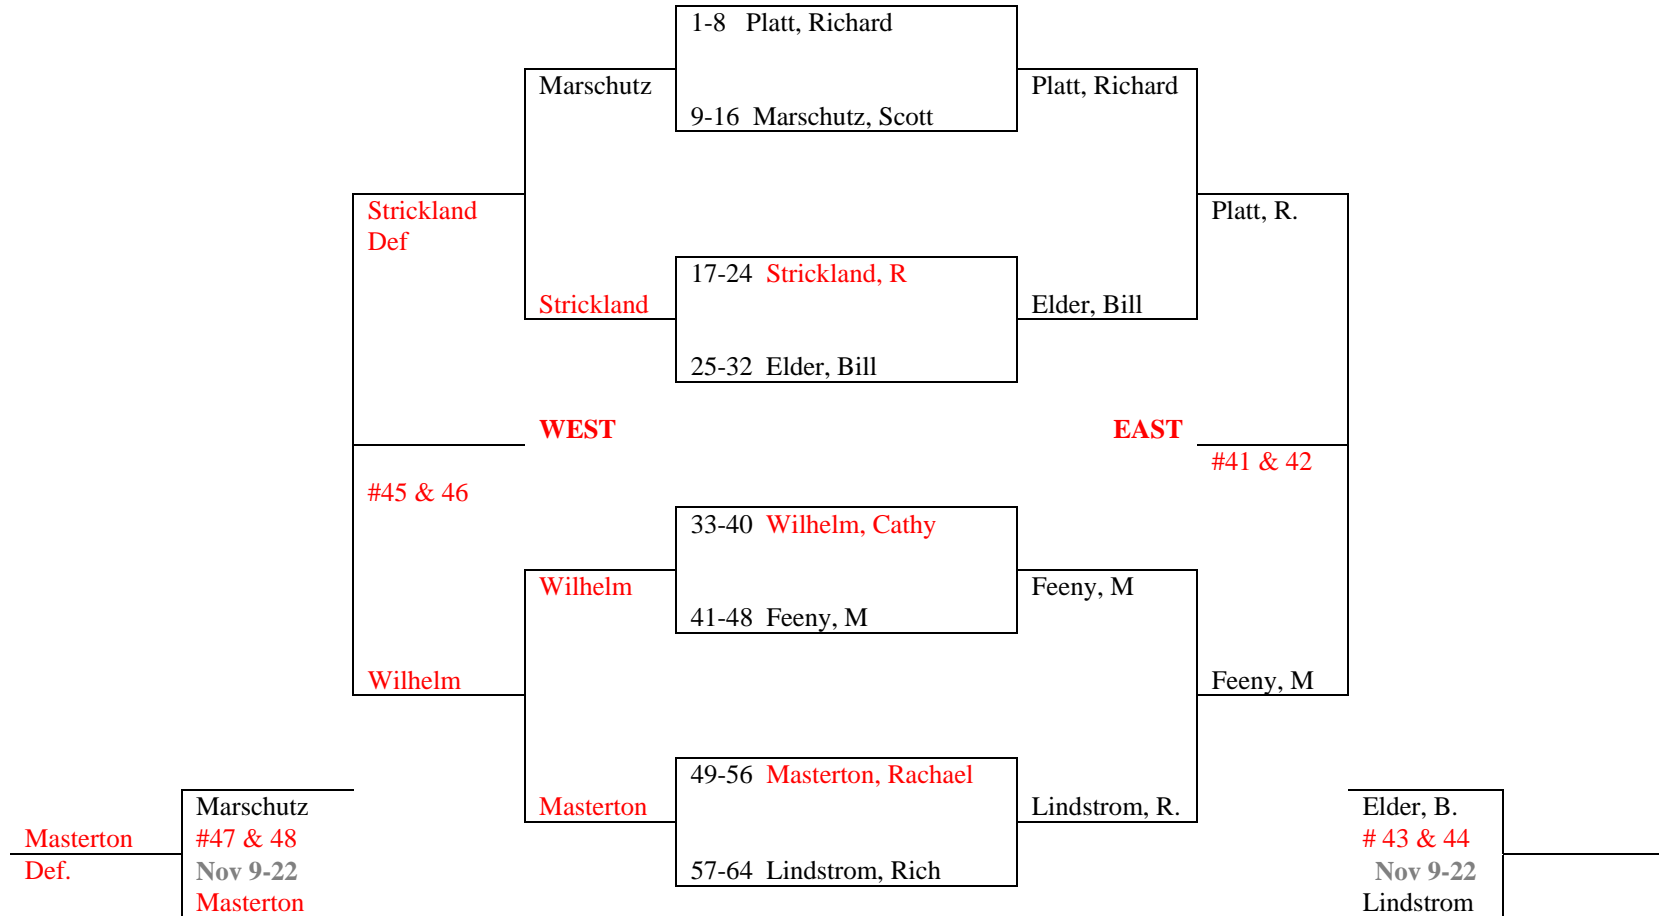 1-8 Platt, Richard
Marschutz
Platt, Richard
9-16 Marschutz, Scott
Strickland
Def
Platt, R.
17-24 Strickland, R
Strickland
Elder, Bill
25-32 Elder, Bill
WEST
EAST
#41 & 42
#45 & 46
33-40 Wilhelm, Cathy
Wilhelm
Feeny, M
41-48 Feeny, M
Wilhelm
Feeny, M
49-56 Masterton, Rachael
Masterton
Lindstrom, R.
57-64 Lindstrom, Rich
Marschutz
Masterton
#47 & 48
Def.
Nov 9-22
Masterton
Elder, B.
# 43 & 44
Nov 9-22
Lindstrom